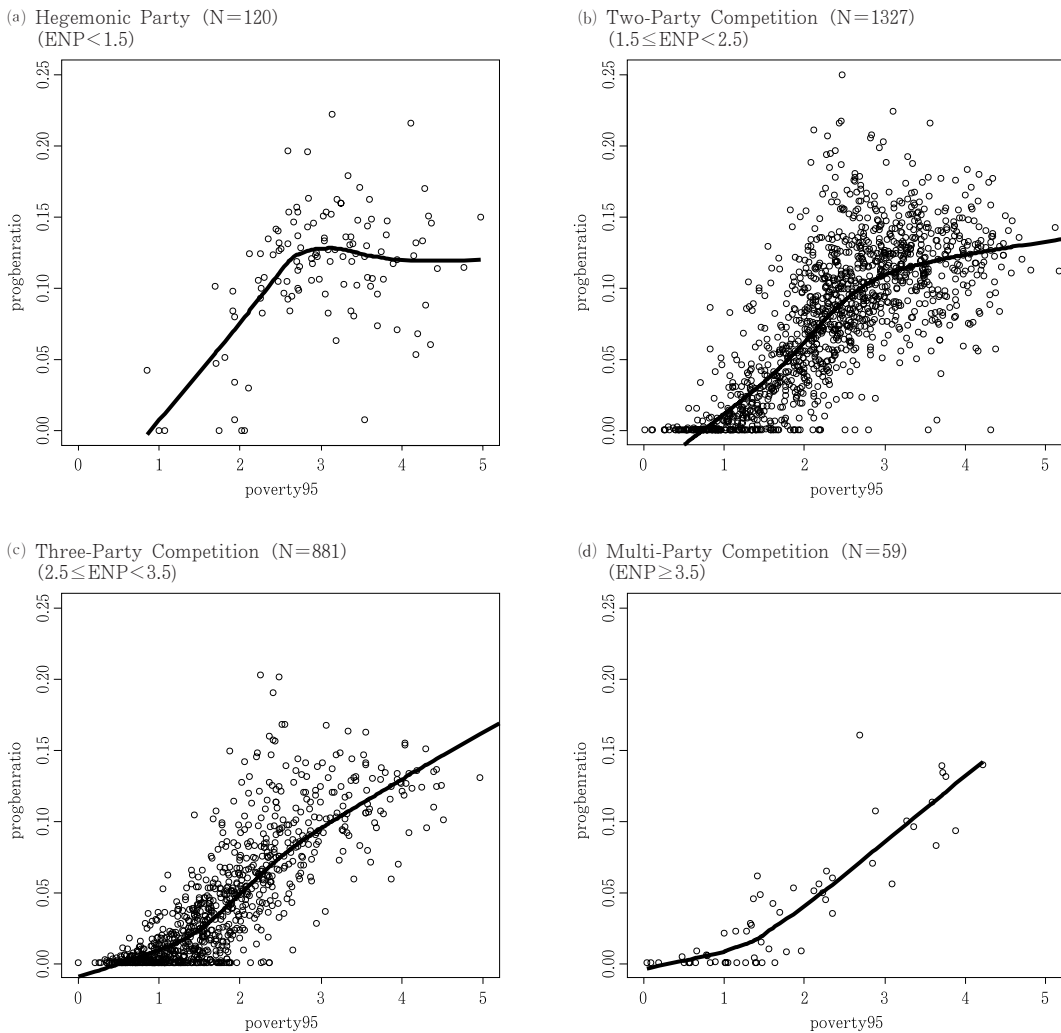 (a) Hegemonic Party (N=120)
(ENP<1.5)
0.25
0.20
0.15
0.10
0.05
0.00
progbenratio
0 1 2 3 4 5
poverty95
(b) Two-Party Competition (N=1327)
(1.5≤ENP<2.5)
0.25
0.20
0.15
0.10
0.05
0.00
progbenratio
0 1 2 3 4 5
poverty95
(c) Three-Party Competition (N=881)
(2.5≤ENP<3.5)
0.25
0.20
0.15
0.10
0.05
0.00
progbenratio
0 1 2 3 4 5
poverty95
(d) Multi-Party Competition (N=59)
(ENP≥3.5)
0.25
0.20
0.15
0.10
0.05
0.00
progbenratio
0 1 2 3 4 5
poverty95